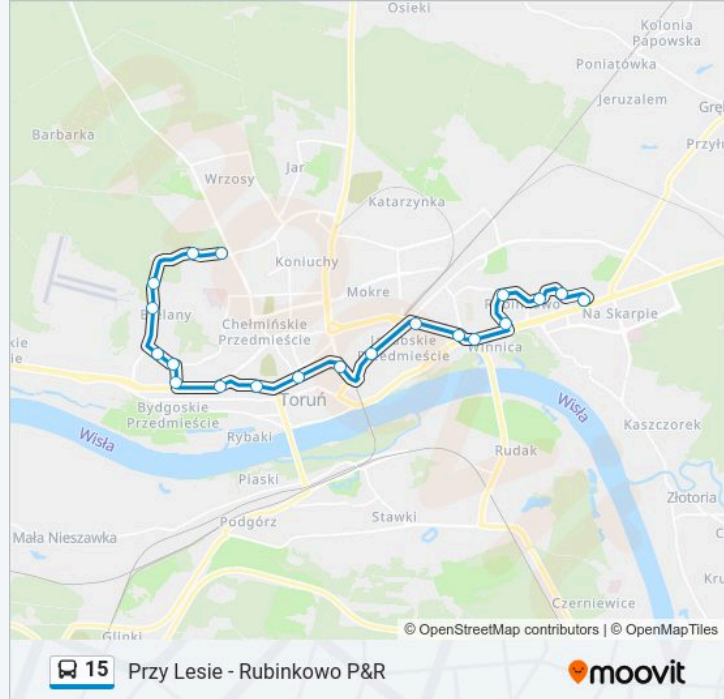 Osieki
Kolonia
Papowska
Poniatówka
Jeruzalem
Barbarka
Przyłu
Jar
Wrzosy
Katarzynka
Koniuchy
Mokre
Bielany
Na Skarpie
Chełmińskie
Przedmieście
Przedmieście
Winnica
Toruń
Bydgoskie
Przedmieście
Wisła
Wisła
Rybaki
Kaszczorek
Rudak
Piaski
Złotoria
Podgórz
Stawki
Mała Nieszawka
Czerniewice
Glinki
© OpenStreetMap contributors | © OpenMapTiles
15 Przy Lesie - Rubinkowo P&R
moovit